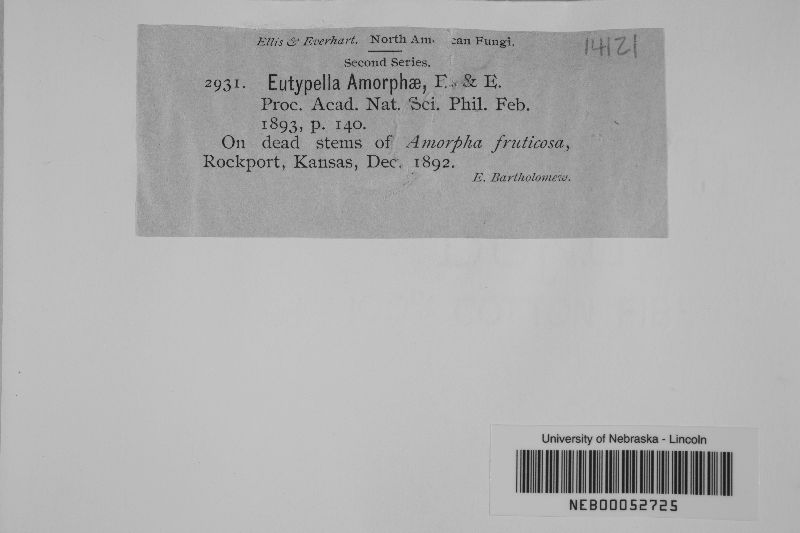 Ellis & Everhart. North Am can Fungi.
14121
Second Series.
2931. Eutypella Amorphæ, E. & E.
Proc. Acad. Nat. Sci. Phil. Feb.
1893, p. 140.
On dead stems of Amorpha fruticosa,
Rockport, Kansas, Dec. 1892.
E. Bartholomew.
University of Nebraska - Lincoln
NEB00052725